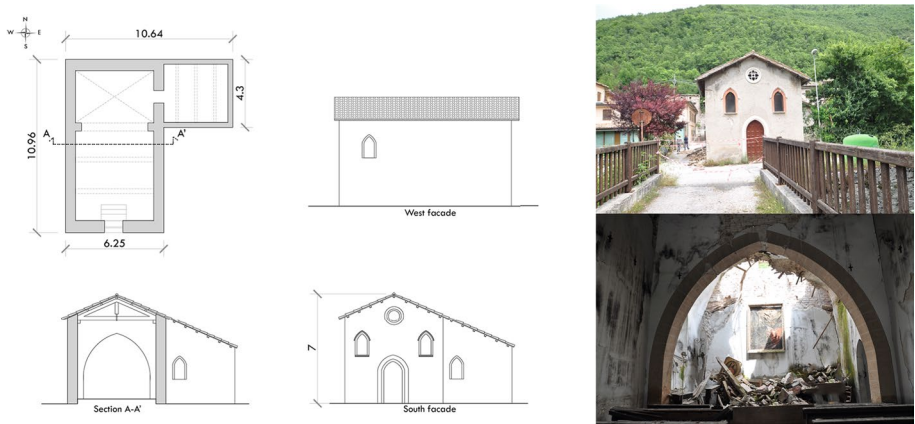 N
W E
S
10.64
4.3
10.96
A A'
6.25
West facade
7
Section A-A'
South facade